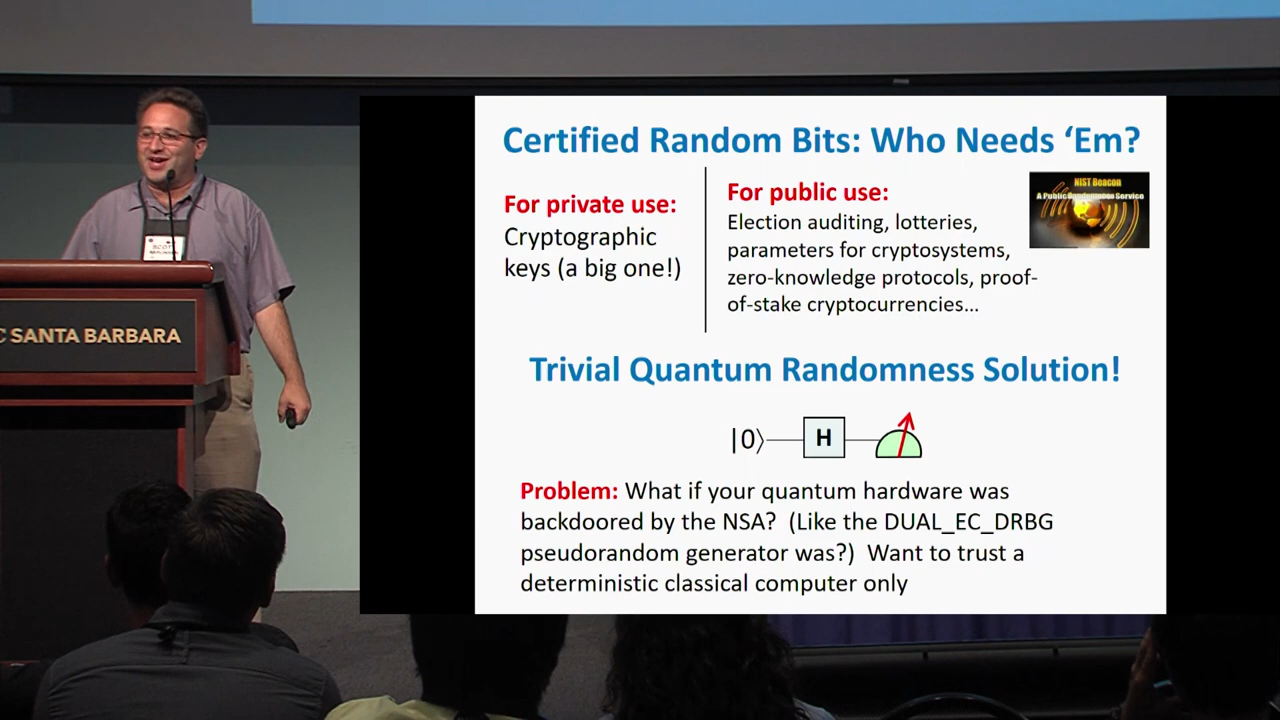 Certified Random Bits: Who Needs ‘Em?
For private use:
Cryptographic
keys (a big one!)
For public use:
Election auditing, lotteries,
parameters for cryptosystems,
zero-knowledge protocols, proof-
of-stake cryptocurrencies…
NIST Beacon
A Public Randomness Service
Trivial Quantum Randomness Solution!
|0⟩ H
Problem: What if your quantum hardware was
backdoored by the NSA? (Like the DUAL_EC_DRBG
pseudorandom generator was?) Want to trust a
deterministic classical computer only
SCOTT
C SANTA BARBARA